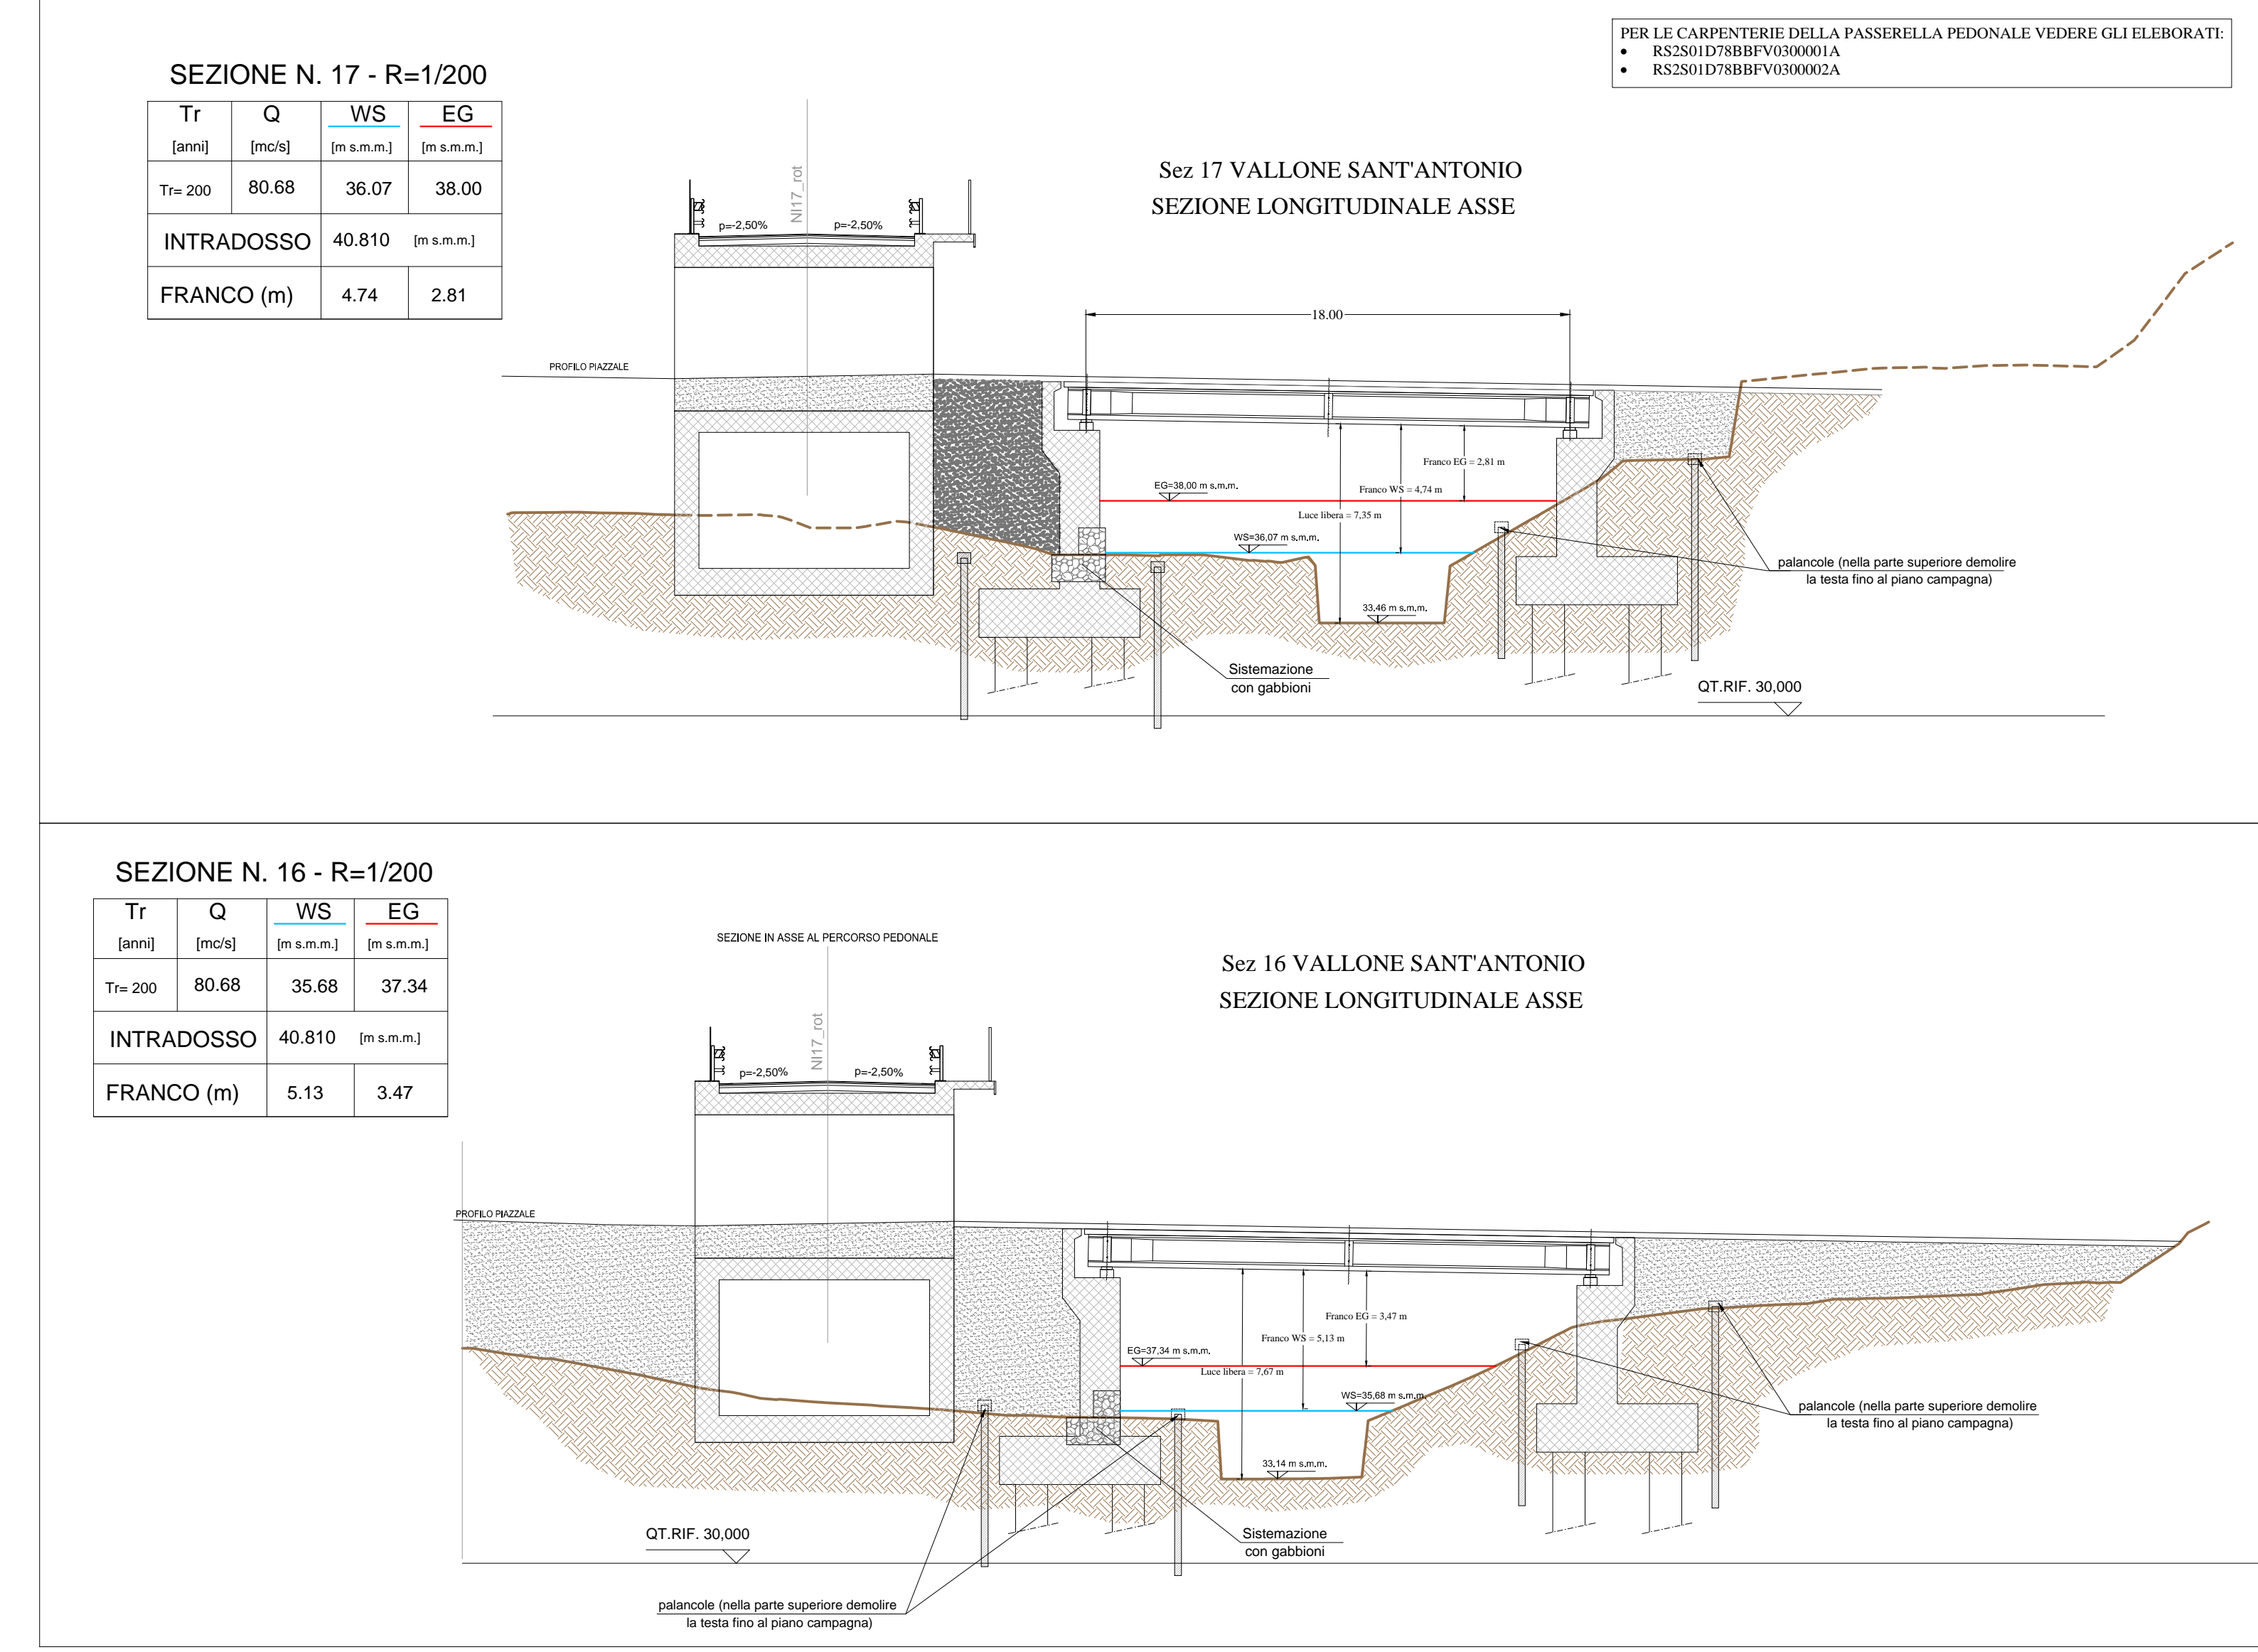 PER LE CARPENTERIE DELLA PASSERELLA PEDONALE VEDERE GLI ELEBORATI:
• RS2S01D78BBFV0300001A
• RS2S01D78BBFV0300002A
SEZIONE N. 17 - R=1/200
Tr Q WS EG
[anni] [mc/s] [m s.m.m.] [m s.m.m.]
Tr= 200 80.68 36.07 38.00
INTRADOSSO 40.810 [m s.m.m.]
FRANCO (m) 4.74 2.81
Sez 17 VALLONE SANT'ANTONIO
SEZIONE LONGITUDINALE ASSE
NI17_rot
p=-2,50% p=-2,50%
18.00
PROFILO PIAZZALE
Franco EG = 2,81 m
EG=38,00 m s.m.m.
Franco WS = 4,74 m
Luce libera = 7,35 m
WS=36,07 m s.m.m.
palancole (nella parte superiore demolire
la testa fino al piano campagna)
33,46 m s.m.m.
Sistemazione
con gabbioni
QT.RIF. 30,000
SEZIONE N. 16 - R=1/200
Tr Q WS EG
[anni] [mc/s] [m s.m.m.] [m s.m.m.]
Tr= 200 80.68 35.68 37.34
INTRADOSSO 40.810 [m s.m.m.]
FRANCO (m) 5.13 3.47
SEZIONE IN ASSE AL PERCORSO PEDONALE
Sez 16 VALLONE SANT'ANTONIO
SEZIONE LONGITUDINALE ASSE
NI17_rot
p=-2,50% p=-2,50%
PROFILO PIAZZALE
Franco EG = 3,47 m
Franco WS = 5,13 m
EG=37,34 m s.m.m.
Luce libera = 7,67 m
WS=35,68 m s.m.m.
palancole (nella parte superiore demolire
la testa fino al piano campagna)
33,14 m s.m.m.
QT.RIF. 30,000
Sistemazione
con gabbioni
palancole (nella parte superiore demolire
la testa fino al piano campagna)